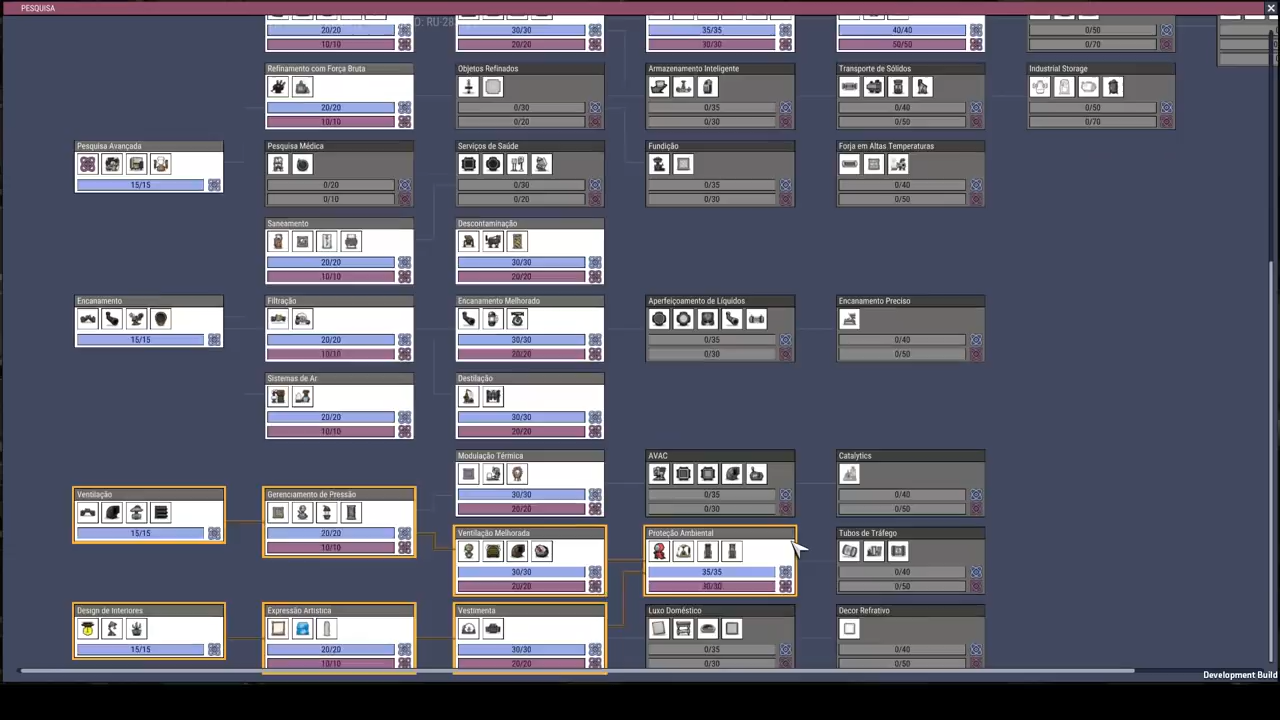 PESQUISA
O: RU-28
20/20 30/30 35/35 40/40 0/50
10/10 20/20 30/30 50/50 0/70
Refinamento com Força Bruta Objetos Refinados Armazenamento Inteligente Transporte de Sólidos Industrial Storage
20/20 0/30 0/35 0/40 0/50
10/10 0/20 0/30 0/50 0/70
Pesquisa Avançada Pesquisa Médica Serviços de Saúde Fundição Forja em Altas Temperaturas
15/15 0/20 0/30 0/35 0/40
0/10 0/20 0/30 0/50
Saneamento Descontaminação
20/20 30/30
10/10 20/20
Encanamento Filtração Encanamento Melhorado Aperfeiçoamento de Líquidos Encanamento Preciso
15/15 20/20 30/30 0/35 0/40
10/10 20/20 0/30 0/50
Sistemas de Ar Destilação
20/20 30/30
10/10 20/20
Modulação Térmica AVAC Catalytics
30/30 0/35 0/40
20/20 0/30 0/50
Ventilação Gerenciamento de Pressão
15/15 20/20
10/10
Ventilação Melhorada Proteção Ambiental Tubos de Tráfego
30/30 35/35 0/40
20/20 30/30 0/50
Design de Interiores Expressão Artística Vestimenta Luxo Doméstico Decor Refrativo
15/15 20/20 30/30 0/35 0/40
10/10 20/20 0/30 0/50
Development Build